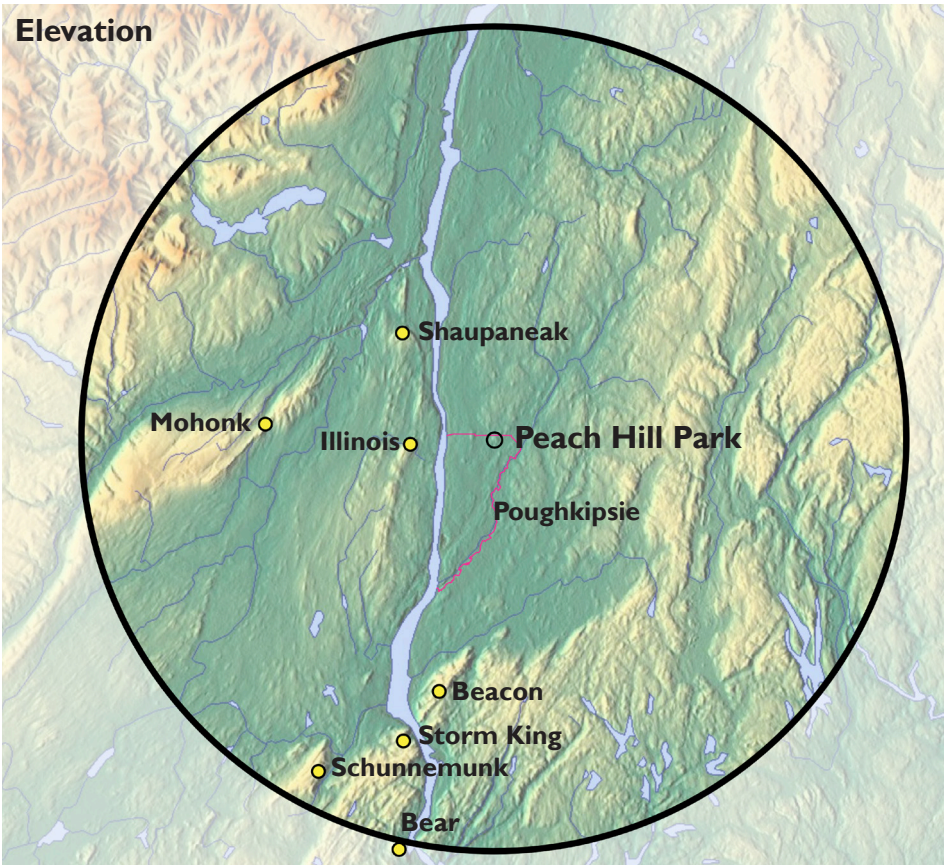 Elevation
Shaupaneak
Mohonk
Illinois
Peach Hill Park
Poughkipsie
Beacon
Storm King
Schunnemunk
Bear